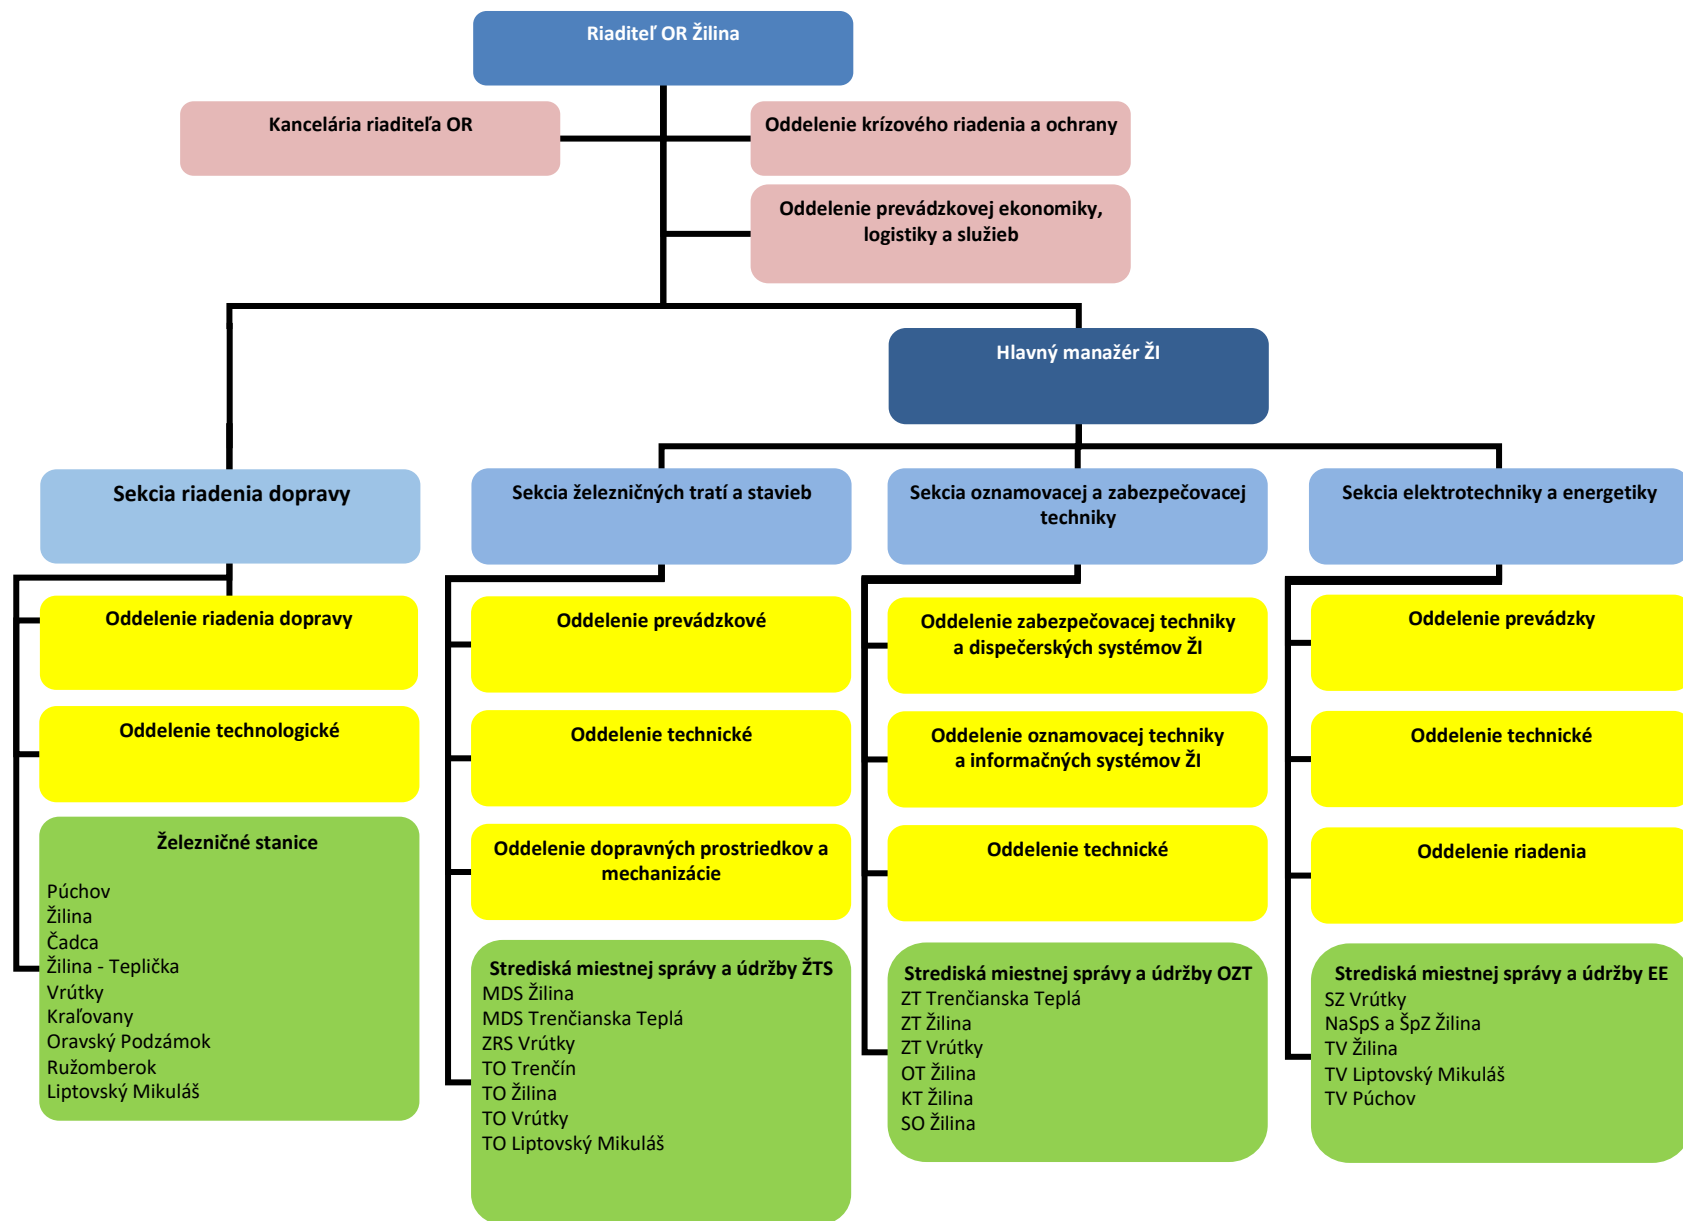 Riaditeľ OR Žilina
Kancelária riaditeľa OR
Oddelenie krízového riadenia a ochrany
Oddelenie prevádzkovej ekonomiky,
logistiky a služieb
Hlavný manažér ŽI
Sekcia riadenia dopravy
Sekcia železničných tratí a stavieb
Sekcia oznamovacej a zabezpečovacej
techniky
Sekcia elektrotechniky a energetiky
Oddelenie riadenia dopravy
Oddelenie technologické
Železničné stanice
Púchov
Žilina
Čadca
Žilina - Teplička
Vrútky
Kraľovany
Oravský Podzámok
Ružomberok
Liptovský Mikuláš
Oddelenie prevádzkové
Oddelenie technické
Oddelenie dopravných prostriedkov a
mechanizácie
Strediská miestnej správy a údržby ŽTS
MDS Žilina
MDS Trenčianska Teplá
ZRS Vrútky
TO Trenčín
TO Žilina
TO Vrútky
TO Liptovský Mikuláš
Oddelenie zabezpečovacej techniky
a dispečerských systémov ŽI
Oddelenie oznamovacej techniky
a informačných systémov ŽI
Oddelenie technické
Strediská miestnej správy a údržby OZT
ZT Trenčianska Teplá
ZT Žilina
ZT Vrútky
OT Žilina
KT Žilina
SO Žilina
Oddelenie prevádzky
Oddelenie technické
Oddelenie riadenia
Strediská miestnej správy a údržby EE
SZ Vrútky
NaSpS a ŠpZ Žilina
TV Žilina
TV Liptovský Mikuláš
TV Púchov